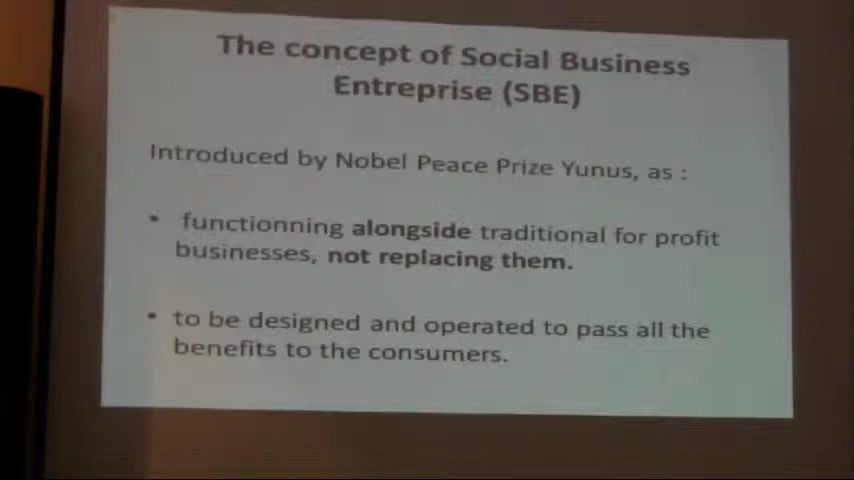 The concept of Social Business
Entreprise (SBE)
Introduced by Nobel Peace Prize Yunus, as :
• functionning alongside traditional for profit
businesses, not replacing them.
• to be designed and operated to pass all the
benefits to the consumers.